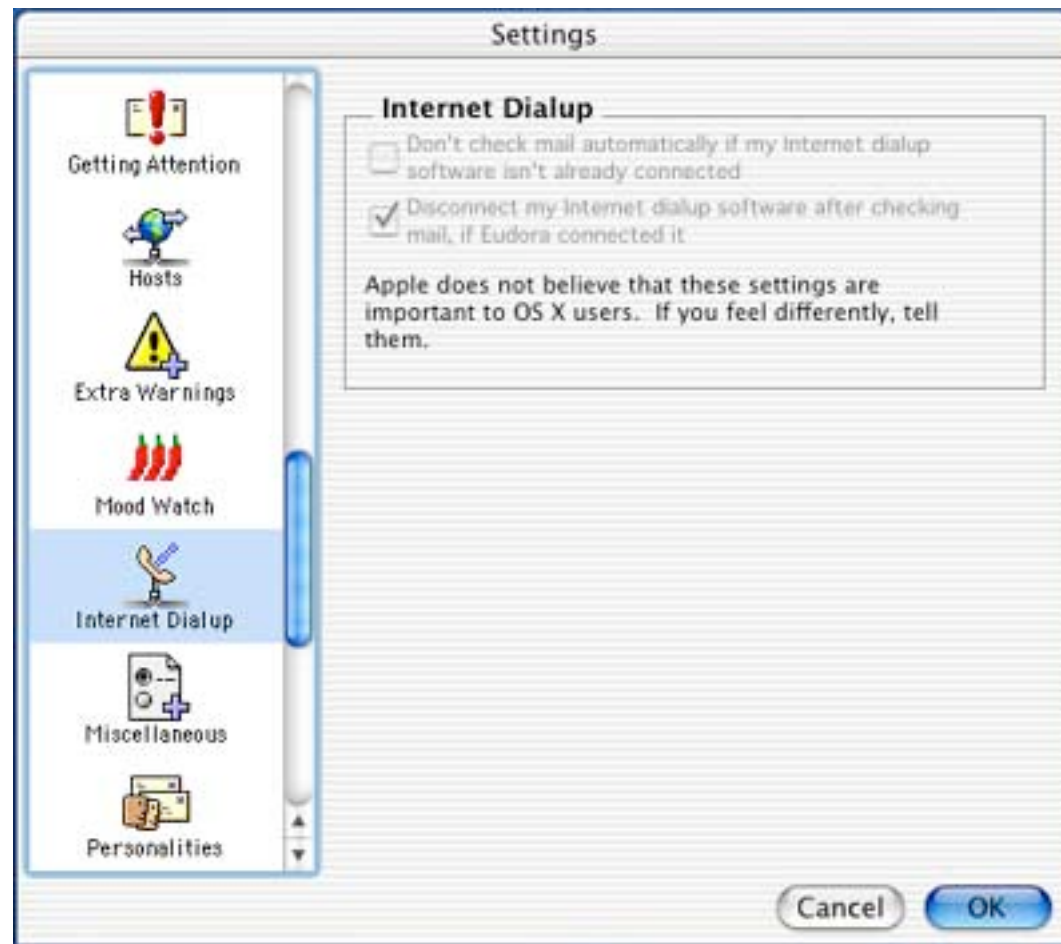 Settings
Getting Attention
Hosts
Extra Warnings
Mood Watch
Internet Dialup
Miscellaneous
Personalities
Internet Dialup
Don't check mail automatically if my Internet dialup
software isn't already connected
Disconnect my Internet dialup software after checking
mail, if Eudora connected it
Apple does not believe that these settings are
important to OS X users. If you feel differently, tell
them.
Cancel
OK